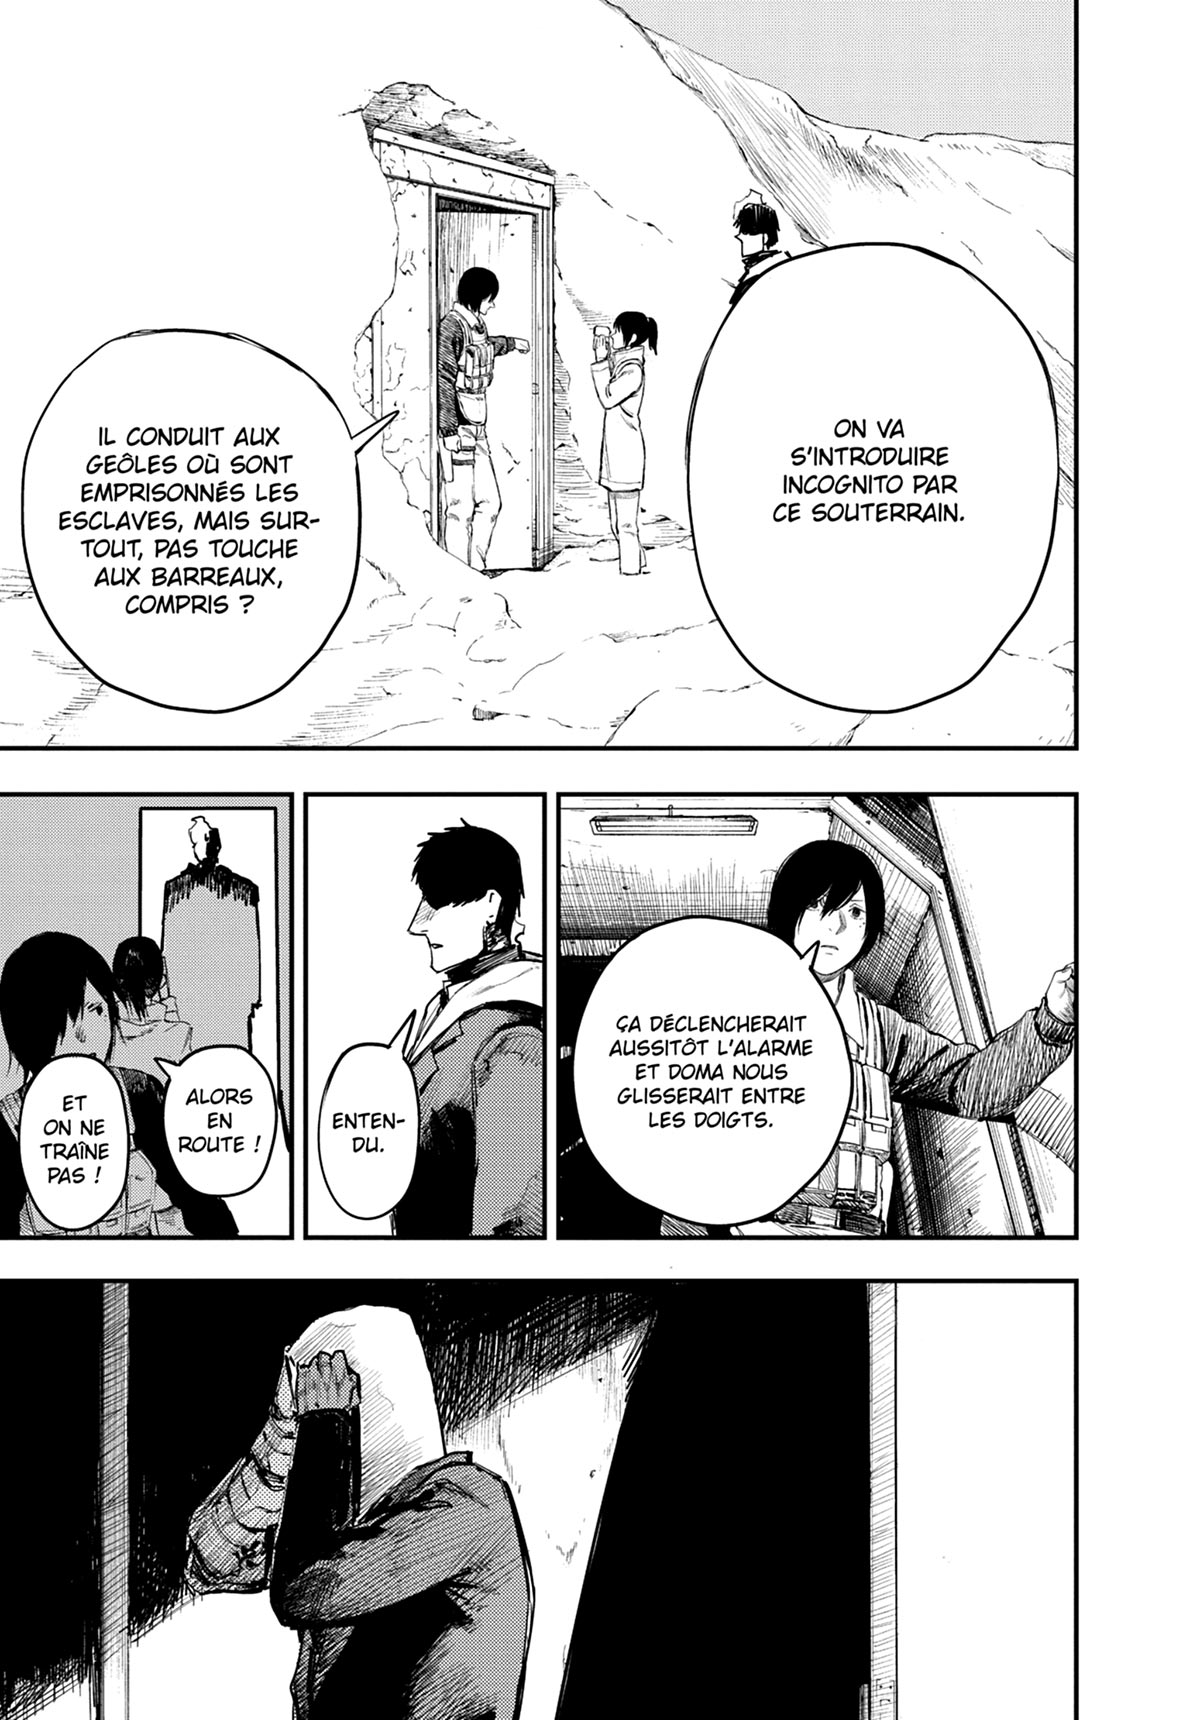 ON VA
S'INTRODUIRE
INCOGNITO PAR
CE SOUTERRAIN.
IL CONDUIT AUX
GEÔLES OÙ SONT
EMPRISONNÉS LES
ESCLAVES, MAIS SUR-
TOUT, PAS TOUCHE
AUX BARREAUX,
COMPRIS ?
ÇA DÉCLENCHERAIT
AUSSITÔT L'ALARME
ET DOMA NOUS
GLISSERAIT ENTRE
LES DOIGTS.
ENTEN-
DU.
ALORS
EN
ROUTE !
ET
ON NE
TRAÎNE
PAS !